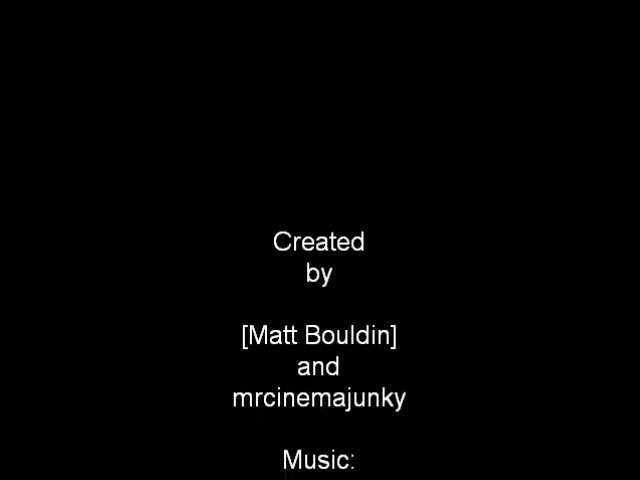 Created
by
[Matt Bouldin]
and
mrcinemajunky
Music: